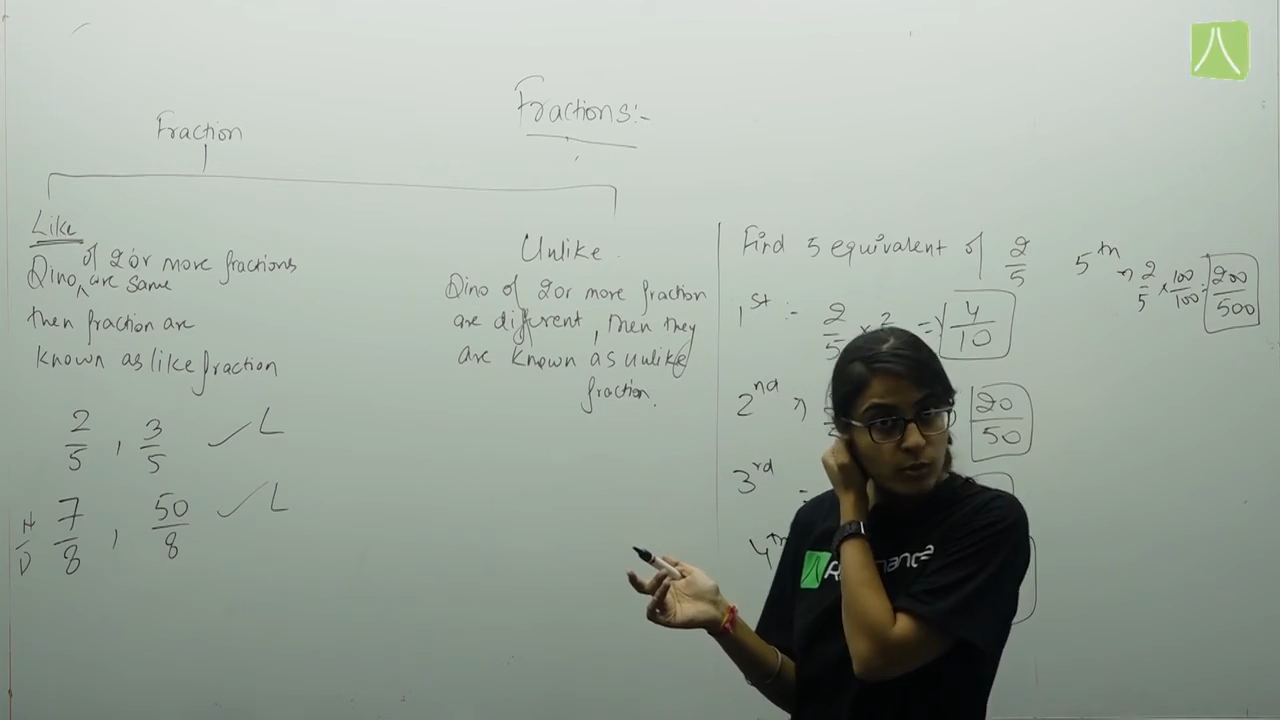 Fractions:-
Fraction
Like
of 2 or more fractions
Dino, are same
then fraction are
known as like fraction
2/5 , 3/5 ✓ L
N/D 7/8 , 50/8 ✓ L
Unlike
Dino of 2 or more fraction
are different, then they
are known as unlike
fraction.
Find 5 equivalent of 2/5
1st :- 2/5 × 2 = 4/10
2nd → 20/50
3rd =
4th
5th → 2/5 × 100/100 = 200/500